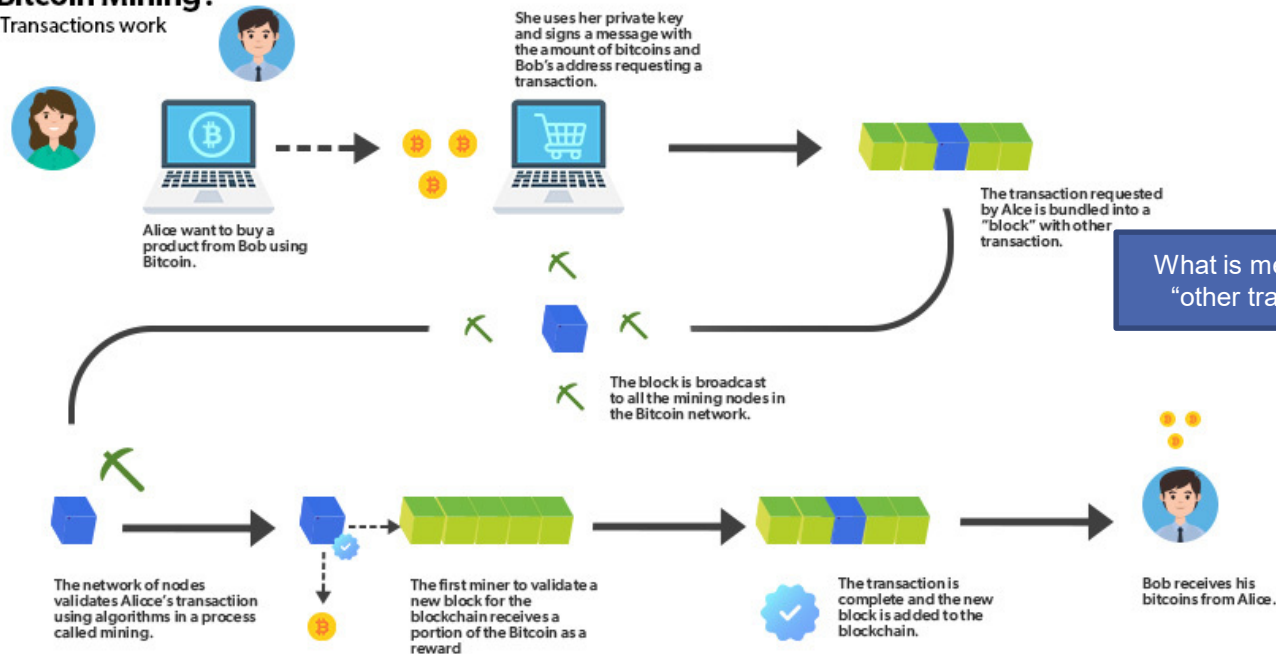 Bitcoin Mining?
Transactions work
She uses her private key
and signs a message with
the amount of bitcoins and
Bob's address requesting a
transaction.
Alice want to buy a
product from Bob using
Bitcoin.
The transaction requested
by Alce is bundled into a
"block" with other
transaction.
What is
"other
The block is broadcast
to all the mining nodes in
the Bitcoin network.
The network of nodes
validates Alicce's transactiion
using algorithms in a process
called mining.
The first miner to validate a
new block for the
blockchain receives a
portion of the Bitcoin as a
reward
The transaction is
complete and the new
block is added to the
blockchain.
Bob receives his
bitcoins from Alice.